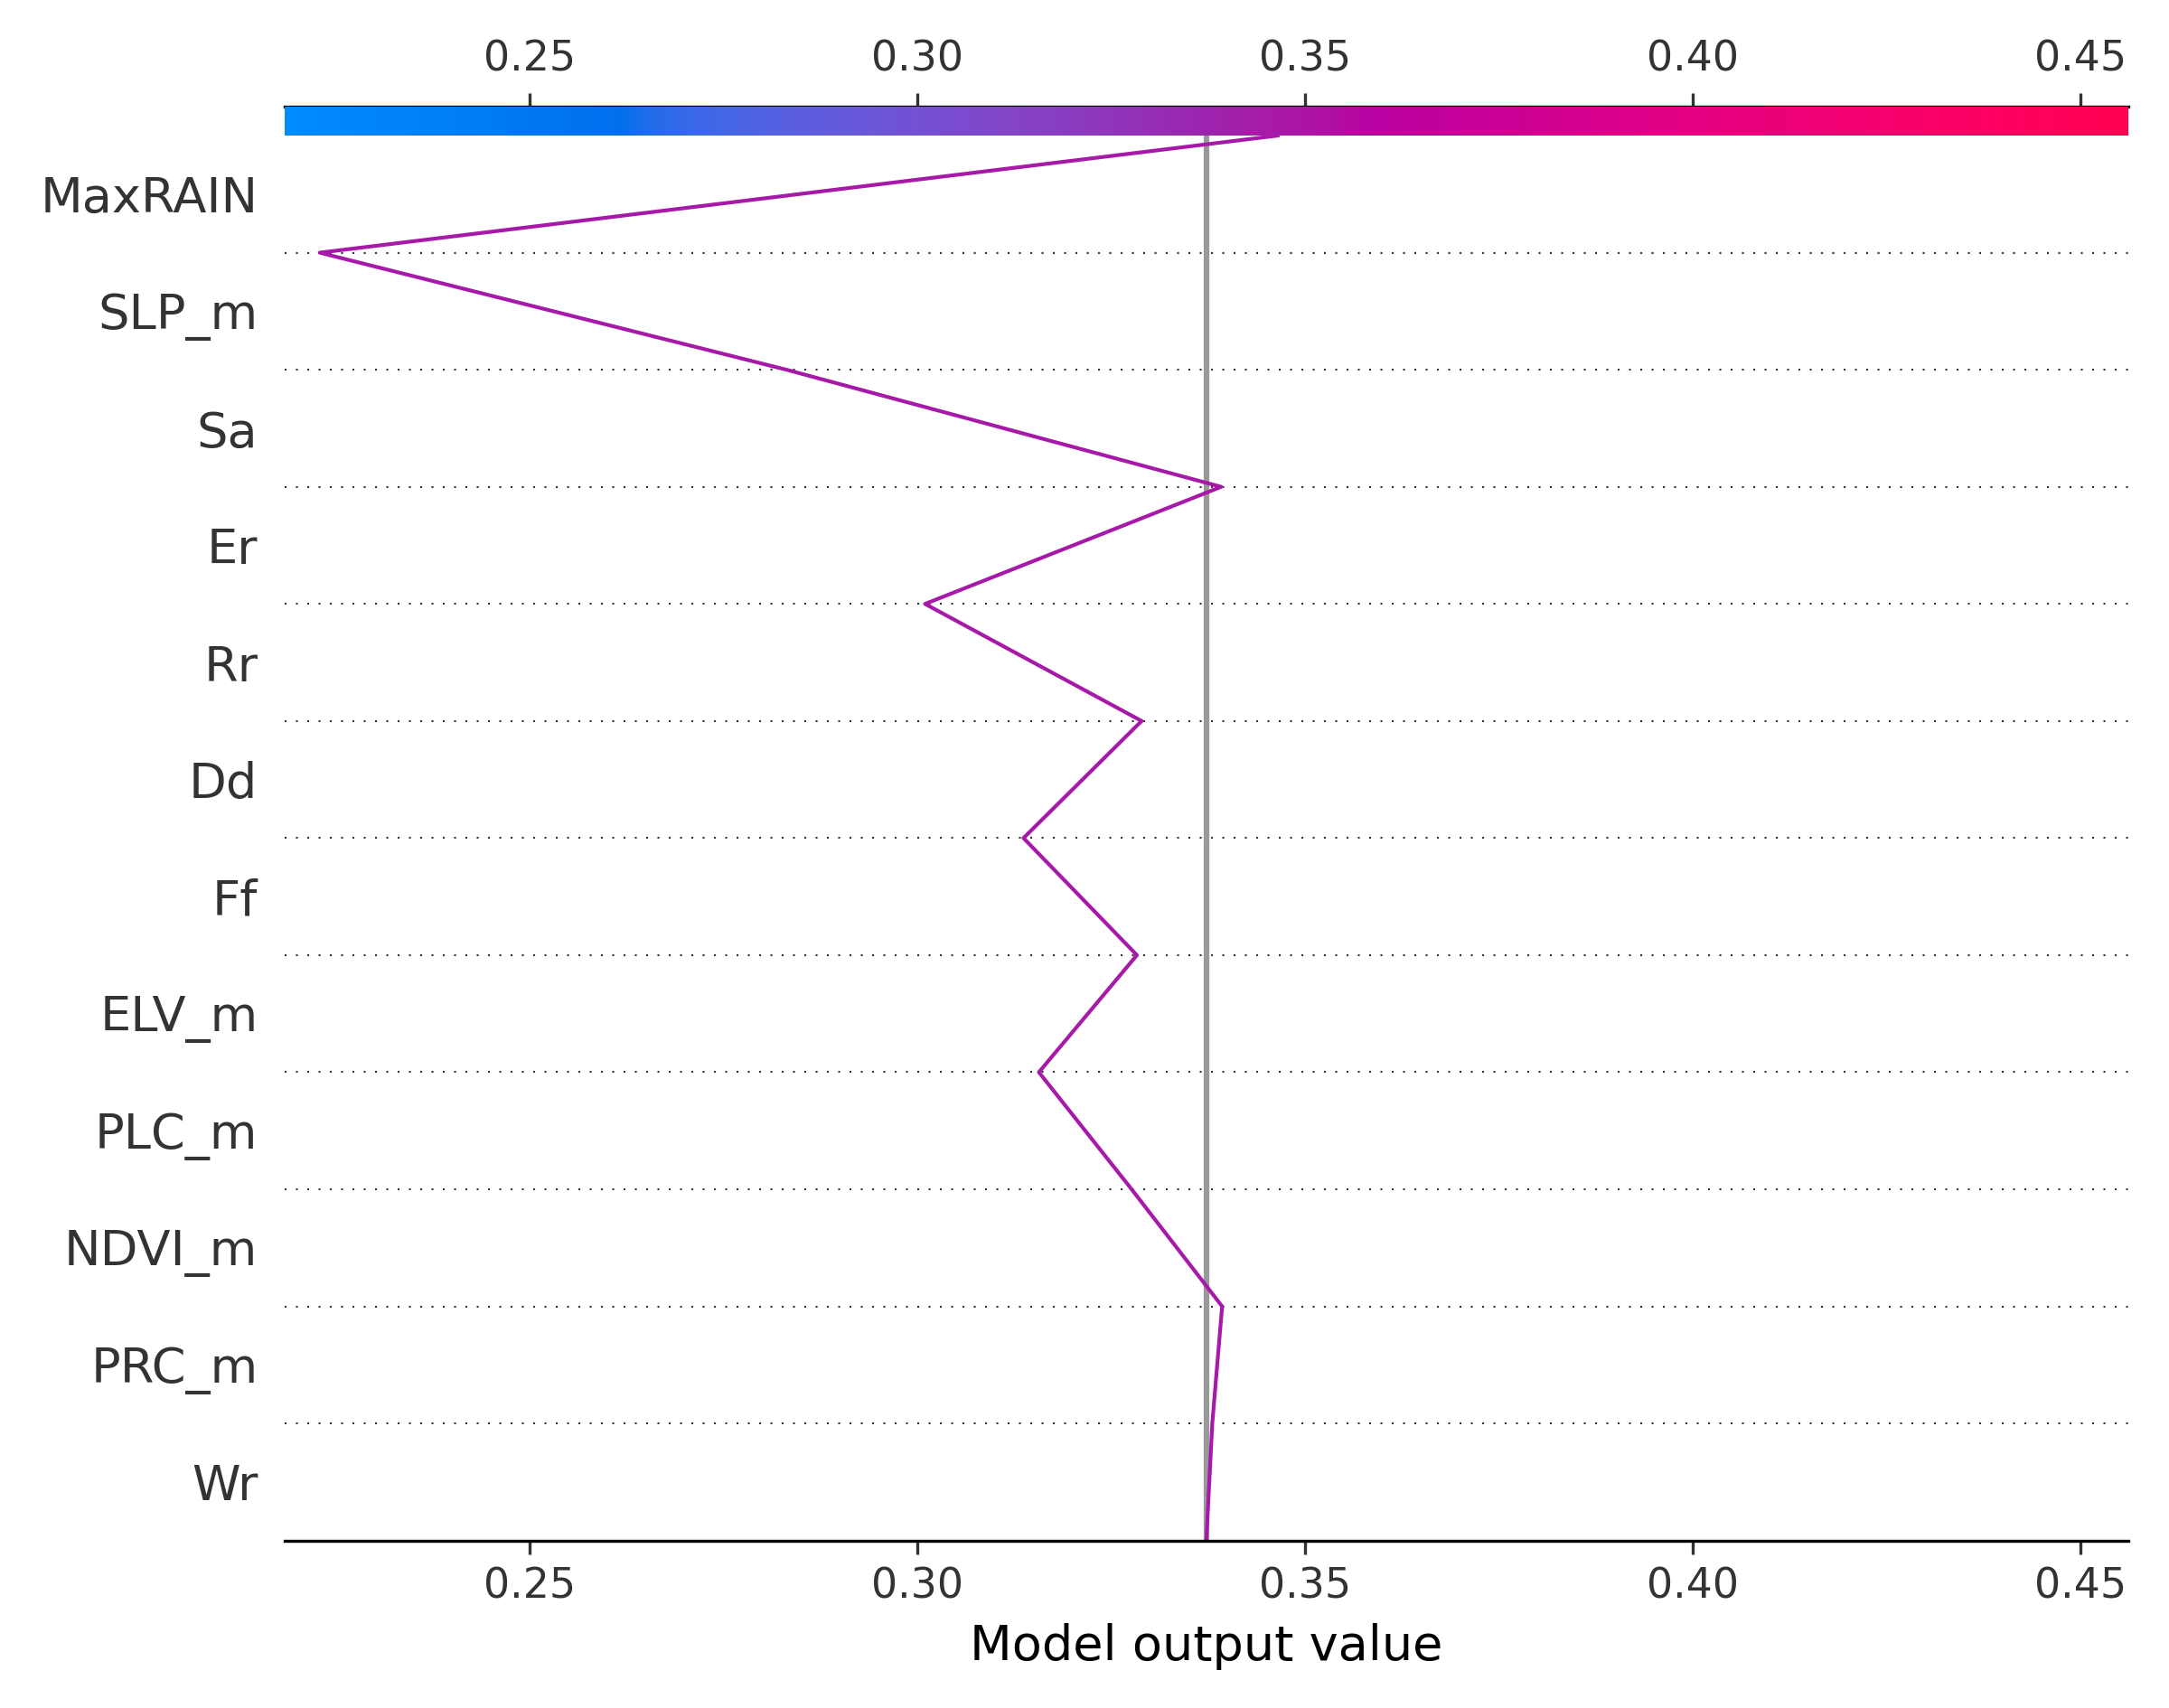 0.25 0.30 0.35 0.40 0.45
MaxRAIN
SLP_m
Sa
Er
Rr
Dd
Ff
ELV_m
PLC_m
NDVI_m
PRC_m
Wr
0.25 0.30 0.35 0.40 0.45
Model output value